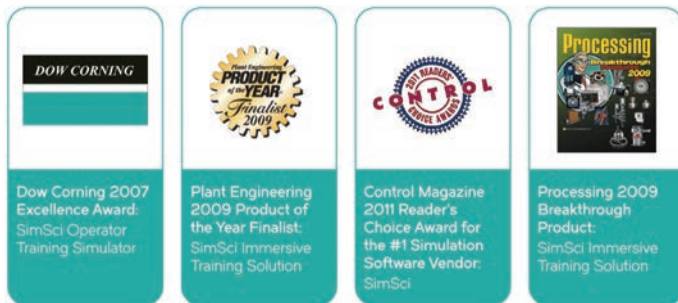 DOW CORNING
Dow Corning 2007
Excellence Award:
SimSci Operator
Training Simulator
Plant Engineering
PRODUCT
of the YEAR
Finalist
2009
Plant Engineering
2009 Product of
the Year Finalist:
SimSci Immersive
Training Solution
2011 READERS'
CONTROL
CHOICE AWARDS
Control Magazine
2011 Reader's
Choice Award for
the #1 Simulation
Software Vendor:
SimSci
Processing
Breakthrough
2009
Processing 2009
Breakthrough
Product:
SimSci Immersive
Training Solution